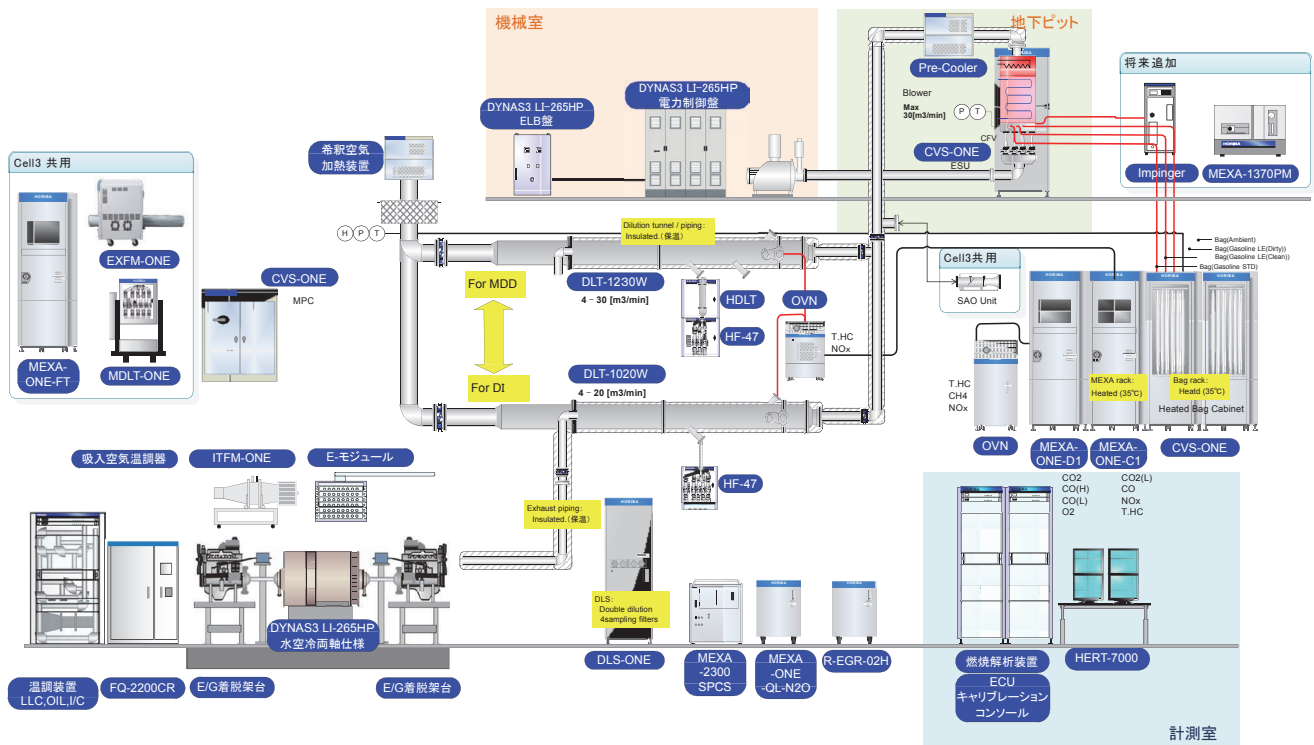 機械室
地下ピット
Pre-Cooler
HORIBA
将来追加
DYNAS3 LI-265HP
ELB盤
DYNAS3 LI-265HP
電力制御盤
Blower
Max
30[m3/min]
P T
CFV
CVS-ONE
ESU
HORIBA
Impinger
MEXA-1370PM
希釈空気
加熱装置
Cell3 共用
HORIBA
EXFM-ONE
MEXA-
ONE-FT
MDLT-ONE
CVS-ONE
MPC
H P T
Dilution tunnel / piping:
Insulated.(保温)
For MDD
DLT-1230W
4 - 30 [m3/min]
HDLT
HF-47
OVN
T.HC
NOx
For DI
DLT-1020W
4 - 20 [m3/min]
HF-47
Cell3共用
SAO Unit
Bag(Ambient)
Bag(Gasoline LE(Dirty))
Bag(Gasoline LE(Clean))
Bag(Gasoline STD)
HORIBA
HORIBA
HORIBA
HORIBA
T.HC
CH4
NOx
MEXA rack:
Heated (35℃)
Bag rack:
Heatd (35℃)
Heated Bag Cabinet
OVN
MEXA-
ONE-D1
MEXA-
ONE-C1
CVS-ONE
CO2
CO(H)
CO(L)
O2
CO2(L)
CO
NOx
T.HC
吸入空気温調器
ITFM-ONE
E-モジュール
Exhaust piping:
Insulated.(保温)
HORIBA
DLS:
Double dilution
4sampling filters
DYNAS3 LI-265HP
水空冷両軸仕様
DLS-ONE
MEXA
-2300
SPCS
HORIBA
MEXA
-ONE
-QL-N2O
HORIBA
R-EGR-02H
温調装置
LLC,OIL,I/C
FQ-2200CR
E/G着脱架台
E/G着脱架台
燃焼解析装置
ECU
キャリブレーション
コンソール
HERT-7000
計測室